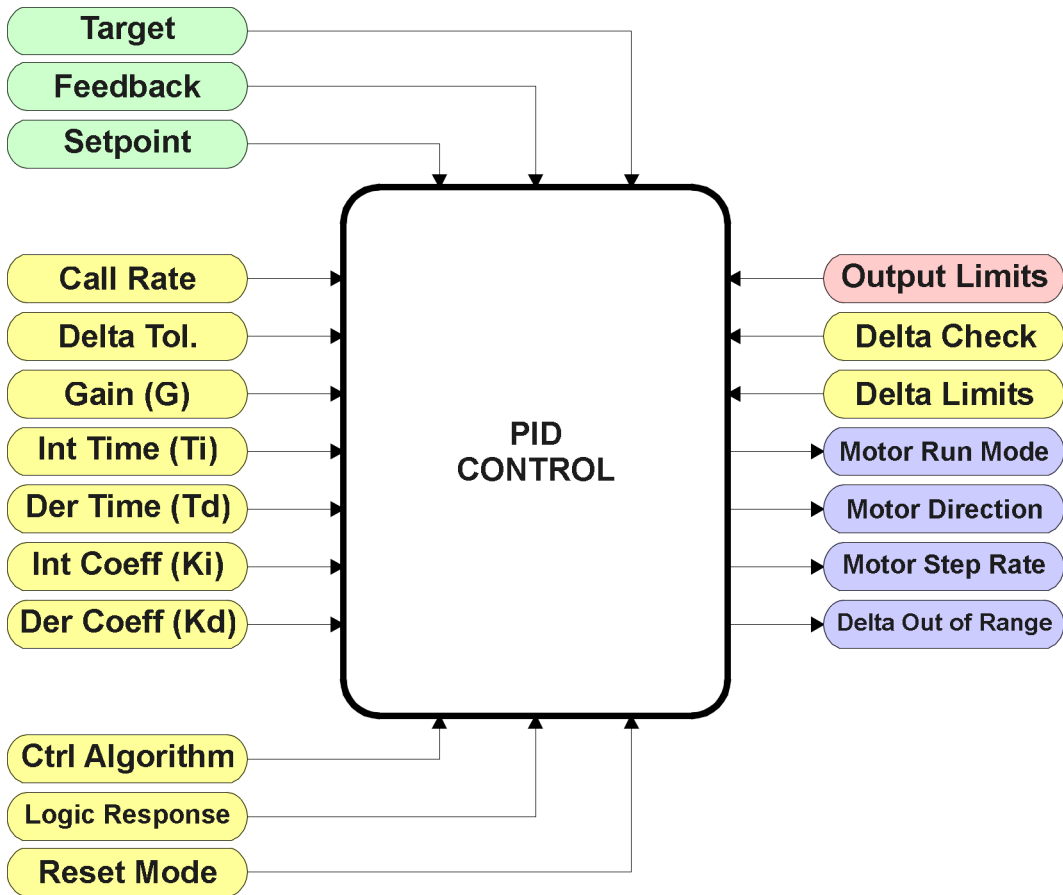 Target
Feedback
Setpoint
Call Rate
Delta Tol.
Gain (G)
Int Time (Ti)
Der Time (Td)
Int Coeff (Ki)
Der Coeff (Kd)
PID
CONTROL
Output Limits
Delta Check
Delta Limits
Motor Run Mode
Motor Direction
Motor Step Rate
Delta Out of Range
Ctrl Algorithm
Logic Response
Reset Mode